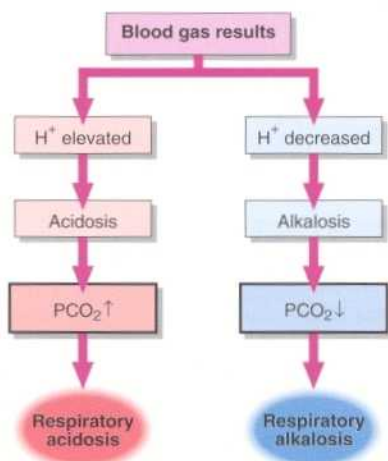 Blood gas results
H⁺ elevated
H⁺ decreased
Acidosis
Alkalosis
PCO₂↑
PCO₂↓
Respiratory
acidosis
Respiratory
alkalosis